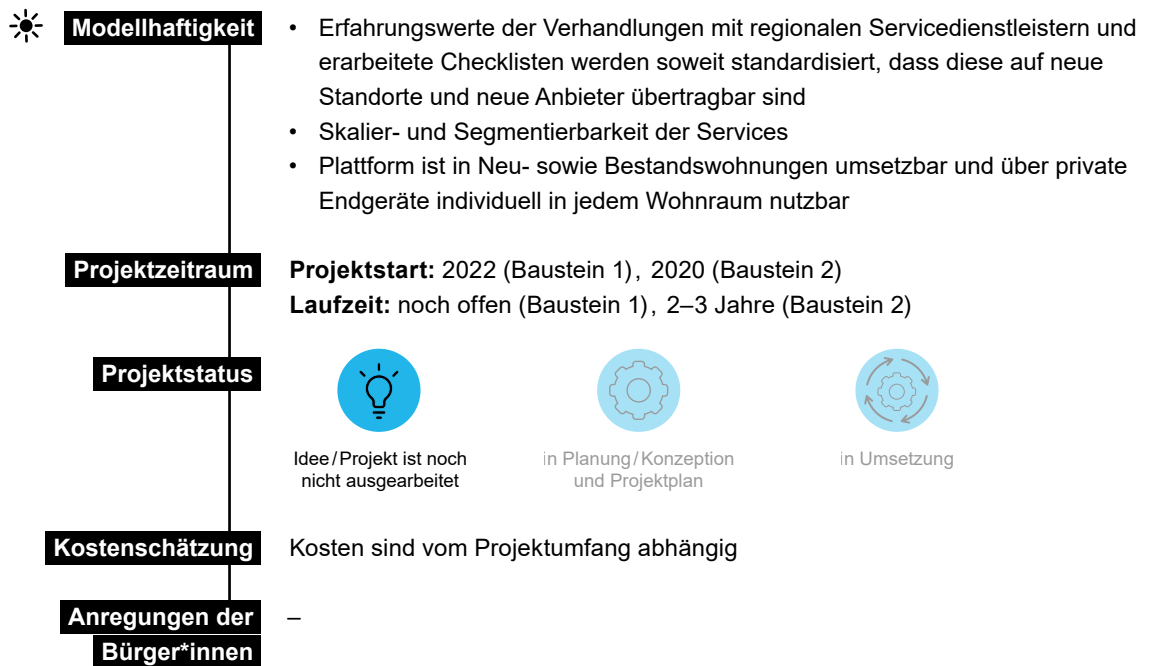 Modellhaftigkeit
• Erfahrungswerte der Verhandlungen mit regionalen Servicedienstleistern und
erarbeitete Checklisten werden soweit standardisiert, dass diese auf neue
Standorte und neue Anbieter übertragbar sind
• Skalier- und Segmentierbarkeit der Services
• Plattform ist in Neu- sowie Bestandswohnungen umsetzbar und über private
Endgeräte individuell in jedem Wohnraum nutzbar
Projektzeitraum
Projektstart: 2022 (Baustein 1), 2020 (Baustein 2)
Laufzeit: noch offen (Baustein 1), 2–3 Jahre (Baustein 2)
Projektstatus
Idee/Projekt ist noch
nicht ausgearbeitet
in Planung/Konzeption
und Projektplan
in Umsetzung
Kostenschätzung
Kosten sind vom Projektumfang abhängig
Anregungen der
Bürger*innen
–